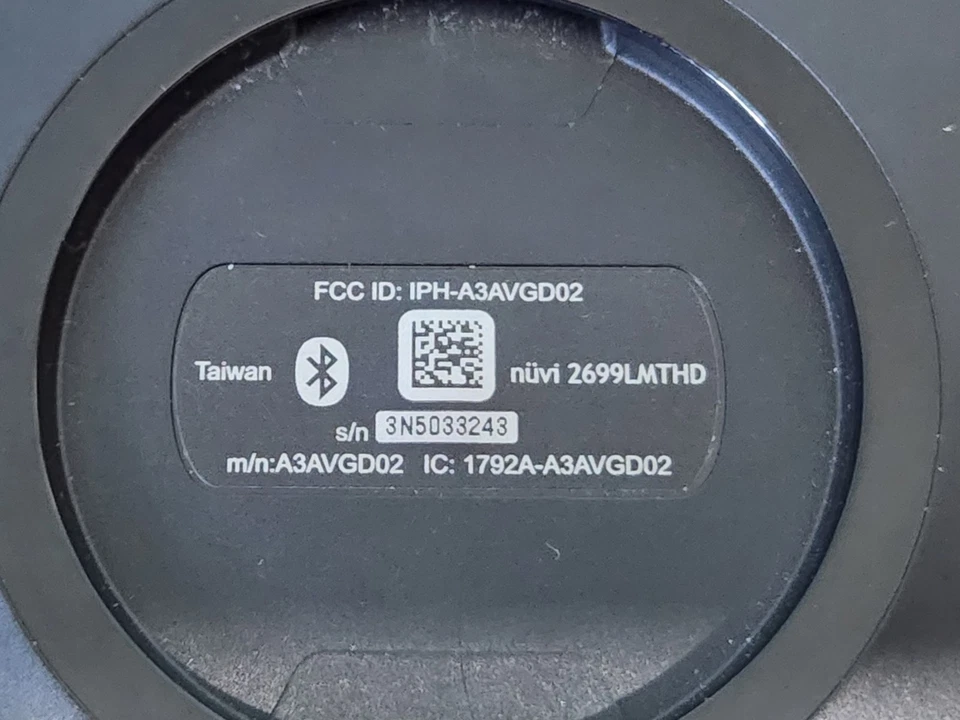 FCC ID: IPH-A3AVGD02
Taiwan
nüvi 2699LMTHD
s/n 3N5033243
m/n:A3AVGD02 IC: 1792A-A3AVGD02